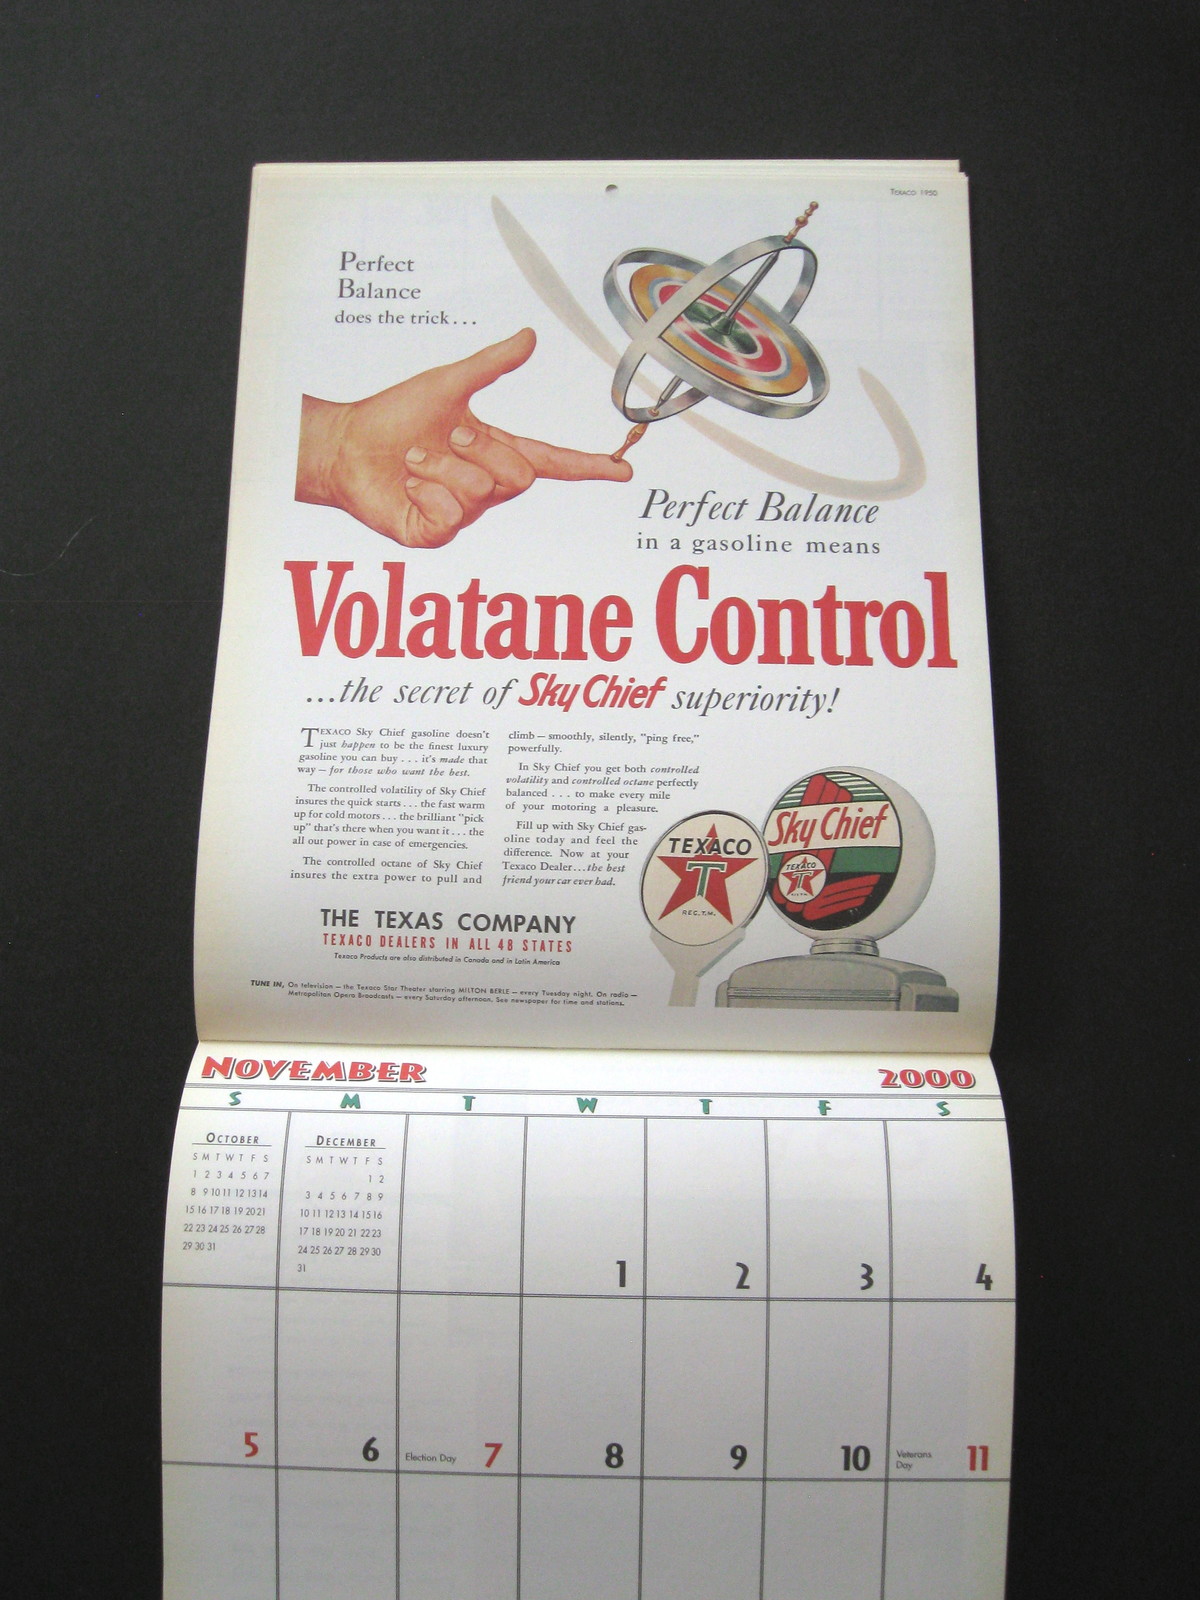 TEXACO 1950
Perfect
Balance
does the trick...
Perfect Balance
in a gasoline means
Volatane Control
...the secret of Sky Chief superiority!
TEXACO Sky Chief gasoline doesn't
just happen to be the finest luxury
gasoline you can buy . . . it's made that
way — for those who want the best.
The controlled volatility of Sky Chief
insures the quick starts . . . the fast warm
up for cold motors . . . the brilliant "pick
up" that's there when you want it . . . the
all out power in case of emergencies.
The controlled octane of Sky Chief
insures the extra power to pull and
climb — smoothly, silently, "ping free,"
powerfully.
In Sky Chief you get both controlled
volatility and controlled octane perfectly
balanced . . . to make every mile
of your motoring a pleasure.
Fill up with Sky Chief gas-
oline today and feel the
difference. Now at your
Texaco Dealer...the best
friend your car ever had.
TEXACO
T
REG. T.M.
Sky Chief
TEXACO
T
THE TEXAS COMPANY
TEXACO DEALERS IN ALL 48 STATES
Texaco Products are also distributed in Canada and in Latin America
TUNE IN, On television — the Texaco Star Theater starring MILTON BERLE — every Tuesday night. On radio —
Metropolitan Opera Broadcasts — every Saturday afternoon. See newspaper for time and stations.
NOVEMBER 2000
S M T W T F S
OCTOBER
S M T W T F S
1 2 3 4 5 6 7
8 9 10 11 12 13 14
15 16 17 18 19 20 21
22 23 24 25 26 27 28
29 30 31
DECEMBER
S M T W T F S
1 2
3 4 5 6 7 8 9
10 11 12 13 14 15 16
17 18 19 20 21 22 23
24 25 26 27 28 29 30
31
1 2 3 4
5 6 Election Day 7 8 9 10 Veterans
Day 11